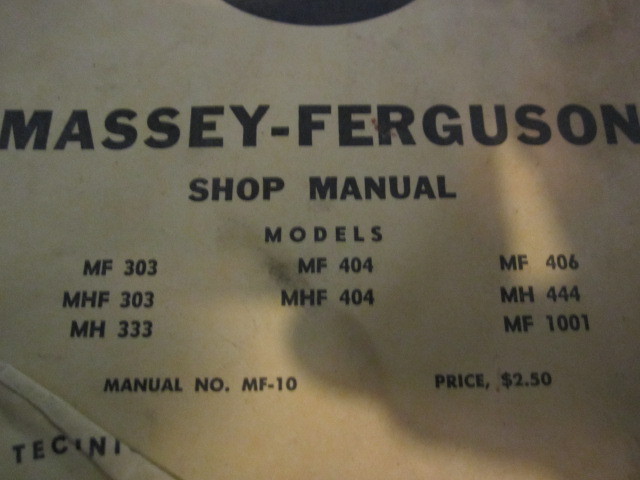 MASSEY-FERGUSON
SHOP MANUAL
MODELS
MF 303 MF 404 MF 406
MHF 303 MHF 404 MH 444
MH 333 MF 1001
MANUAL NO. MF-10 PRICE, $2.50